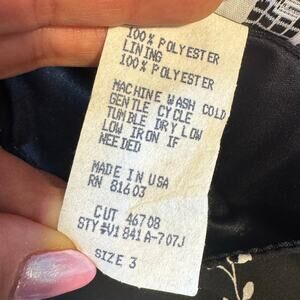 100% POLYESTER
LINING
100% POLYESTER
MACHINE WASH COLD
GENTLE CYCLE
TUMBLE DRY LOW
LOW IRON IF
NEEDED
MADE IN USA
RN 81603
CUT 46708
STY#V1841A-707J
SIZE 3